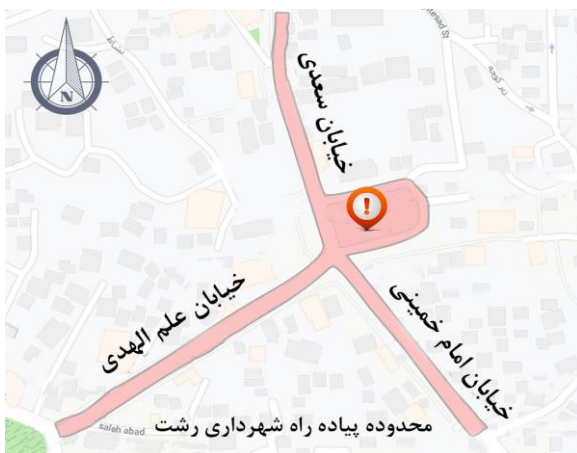 N
خیابان سعدی
خیابان علم الهدی
خیابان امام خمینی
saleh abad
محدوده پیاده راه شهرداری رشت